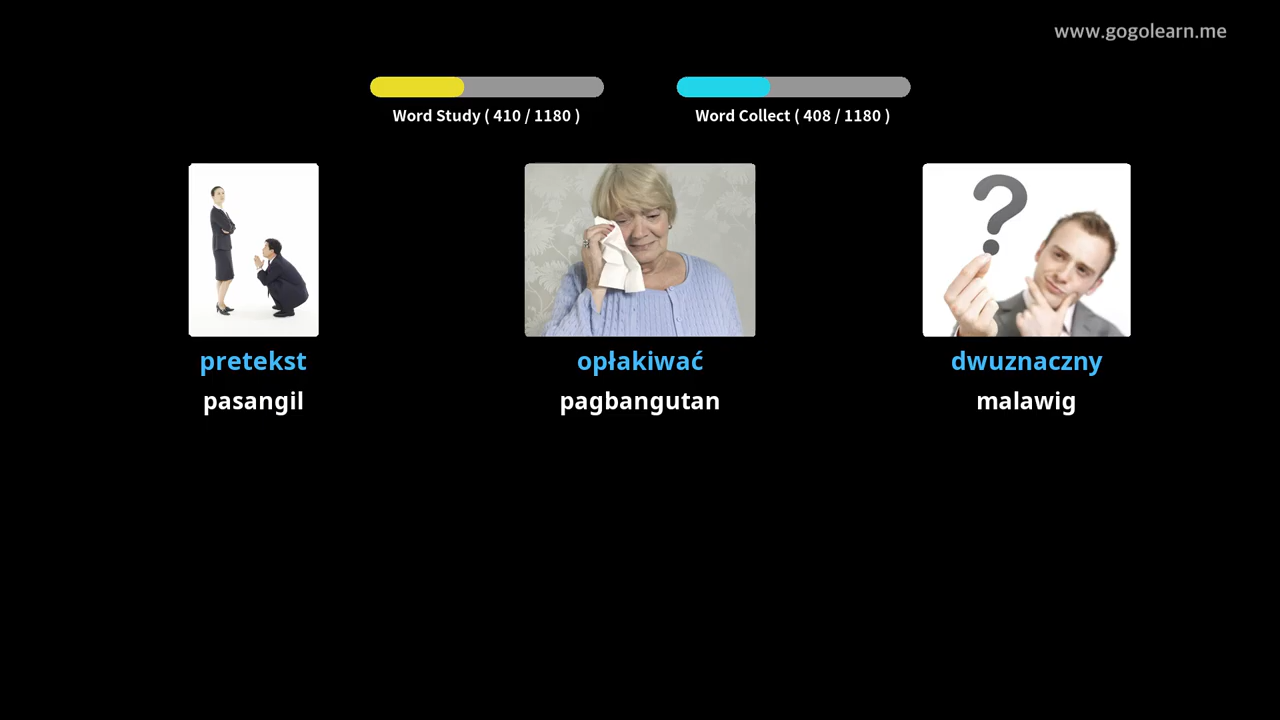 www.gogolearn.me
Word Study ( 410 / 1180 )
Word Collect ( 408 / 1180 )
pretekst
pasangil
opłakiwać
pagbangutan
dwuznaczny
malawig